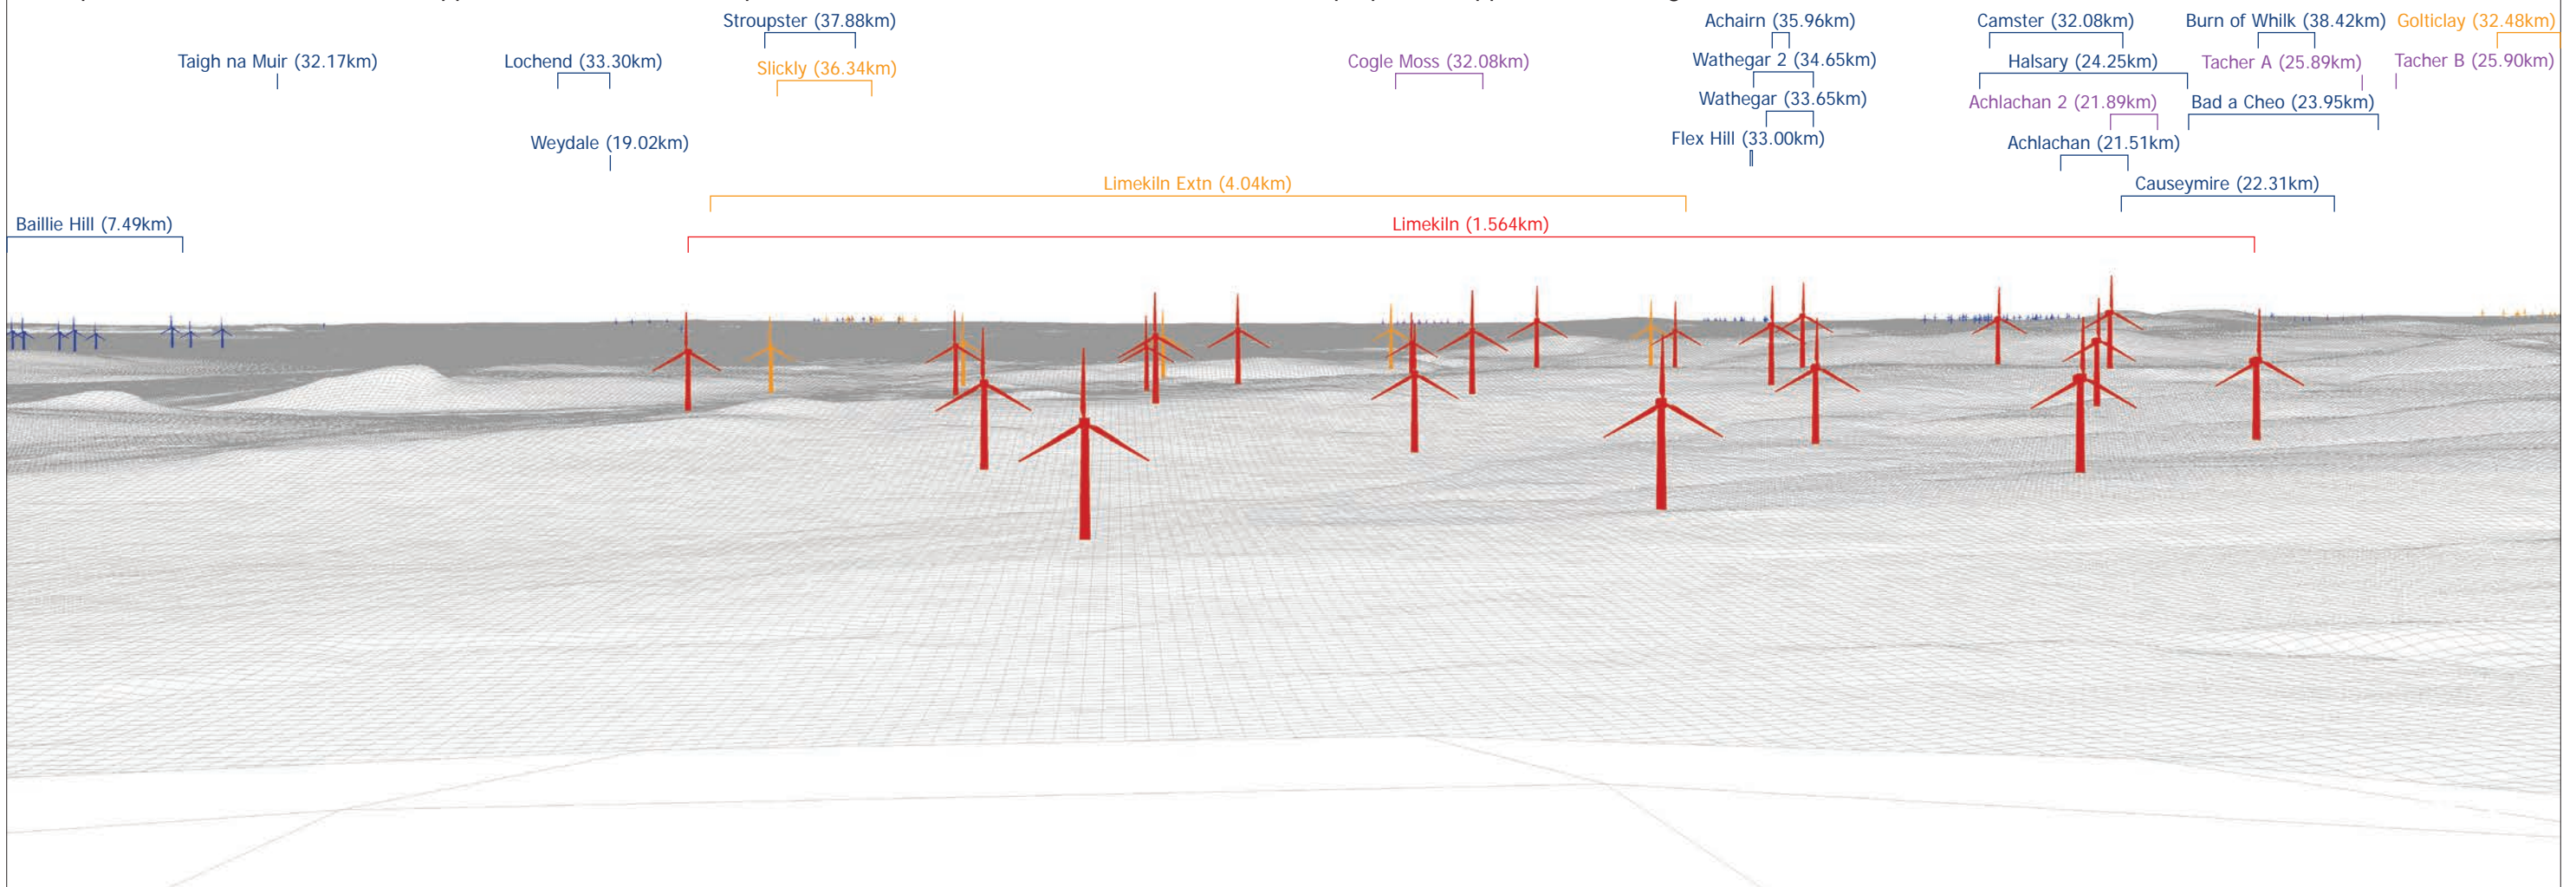 Stroupster (37.88km)
Achairn (35.96km)
Camster (32.08km)
Burn of Whilk (38.42km)
Golticlay (32.48km)
Taigh na Muir (32.17km)
Lochend (33.30km)
Slickly (36.34km)
Cogle Moss (32.08km)
Wathegar 2 (34.65km)
Halsary (24.25km)
Tacher A (25.89km)
Tacher B (25.90km)
Wathegar (33.65km)
Achlachan 2 (21.89km)
Bad a Cheo (23.95km)
Weydale (19.02km)
Flex Hill (33.00km)
Achlachan (21.51km)
Limekiln Extn (4.04km)
Causeymire (22.31km)
Baillie Hill (7.49km)
Limekiln (1.564km)